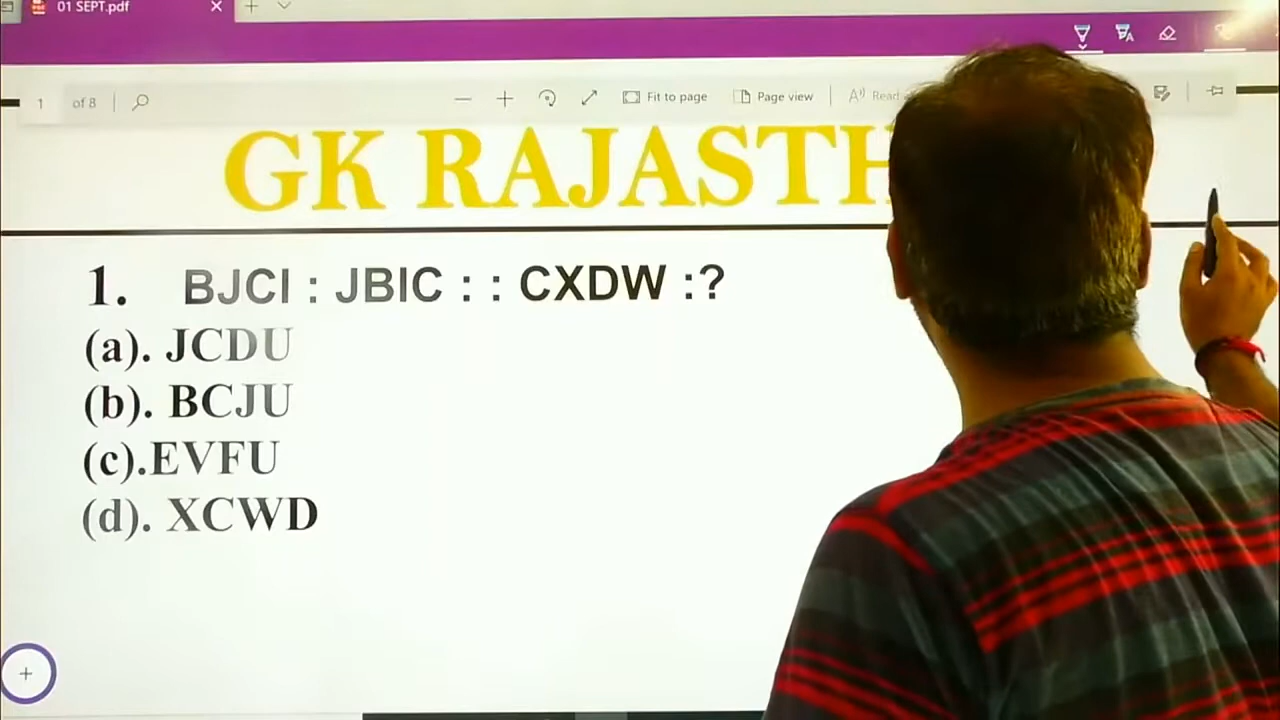 01 SEPT.pdf
1 of 8 Fit to page Page view Read
GK RAJASTH
1. BJCI : JBIC : : CXDW :?
(a). JCDU
(b). BCJU
(c).EVFU
(d). XCWD